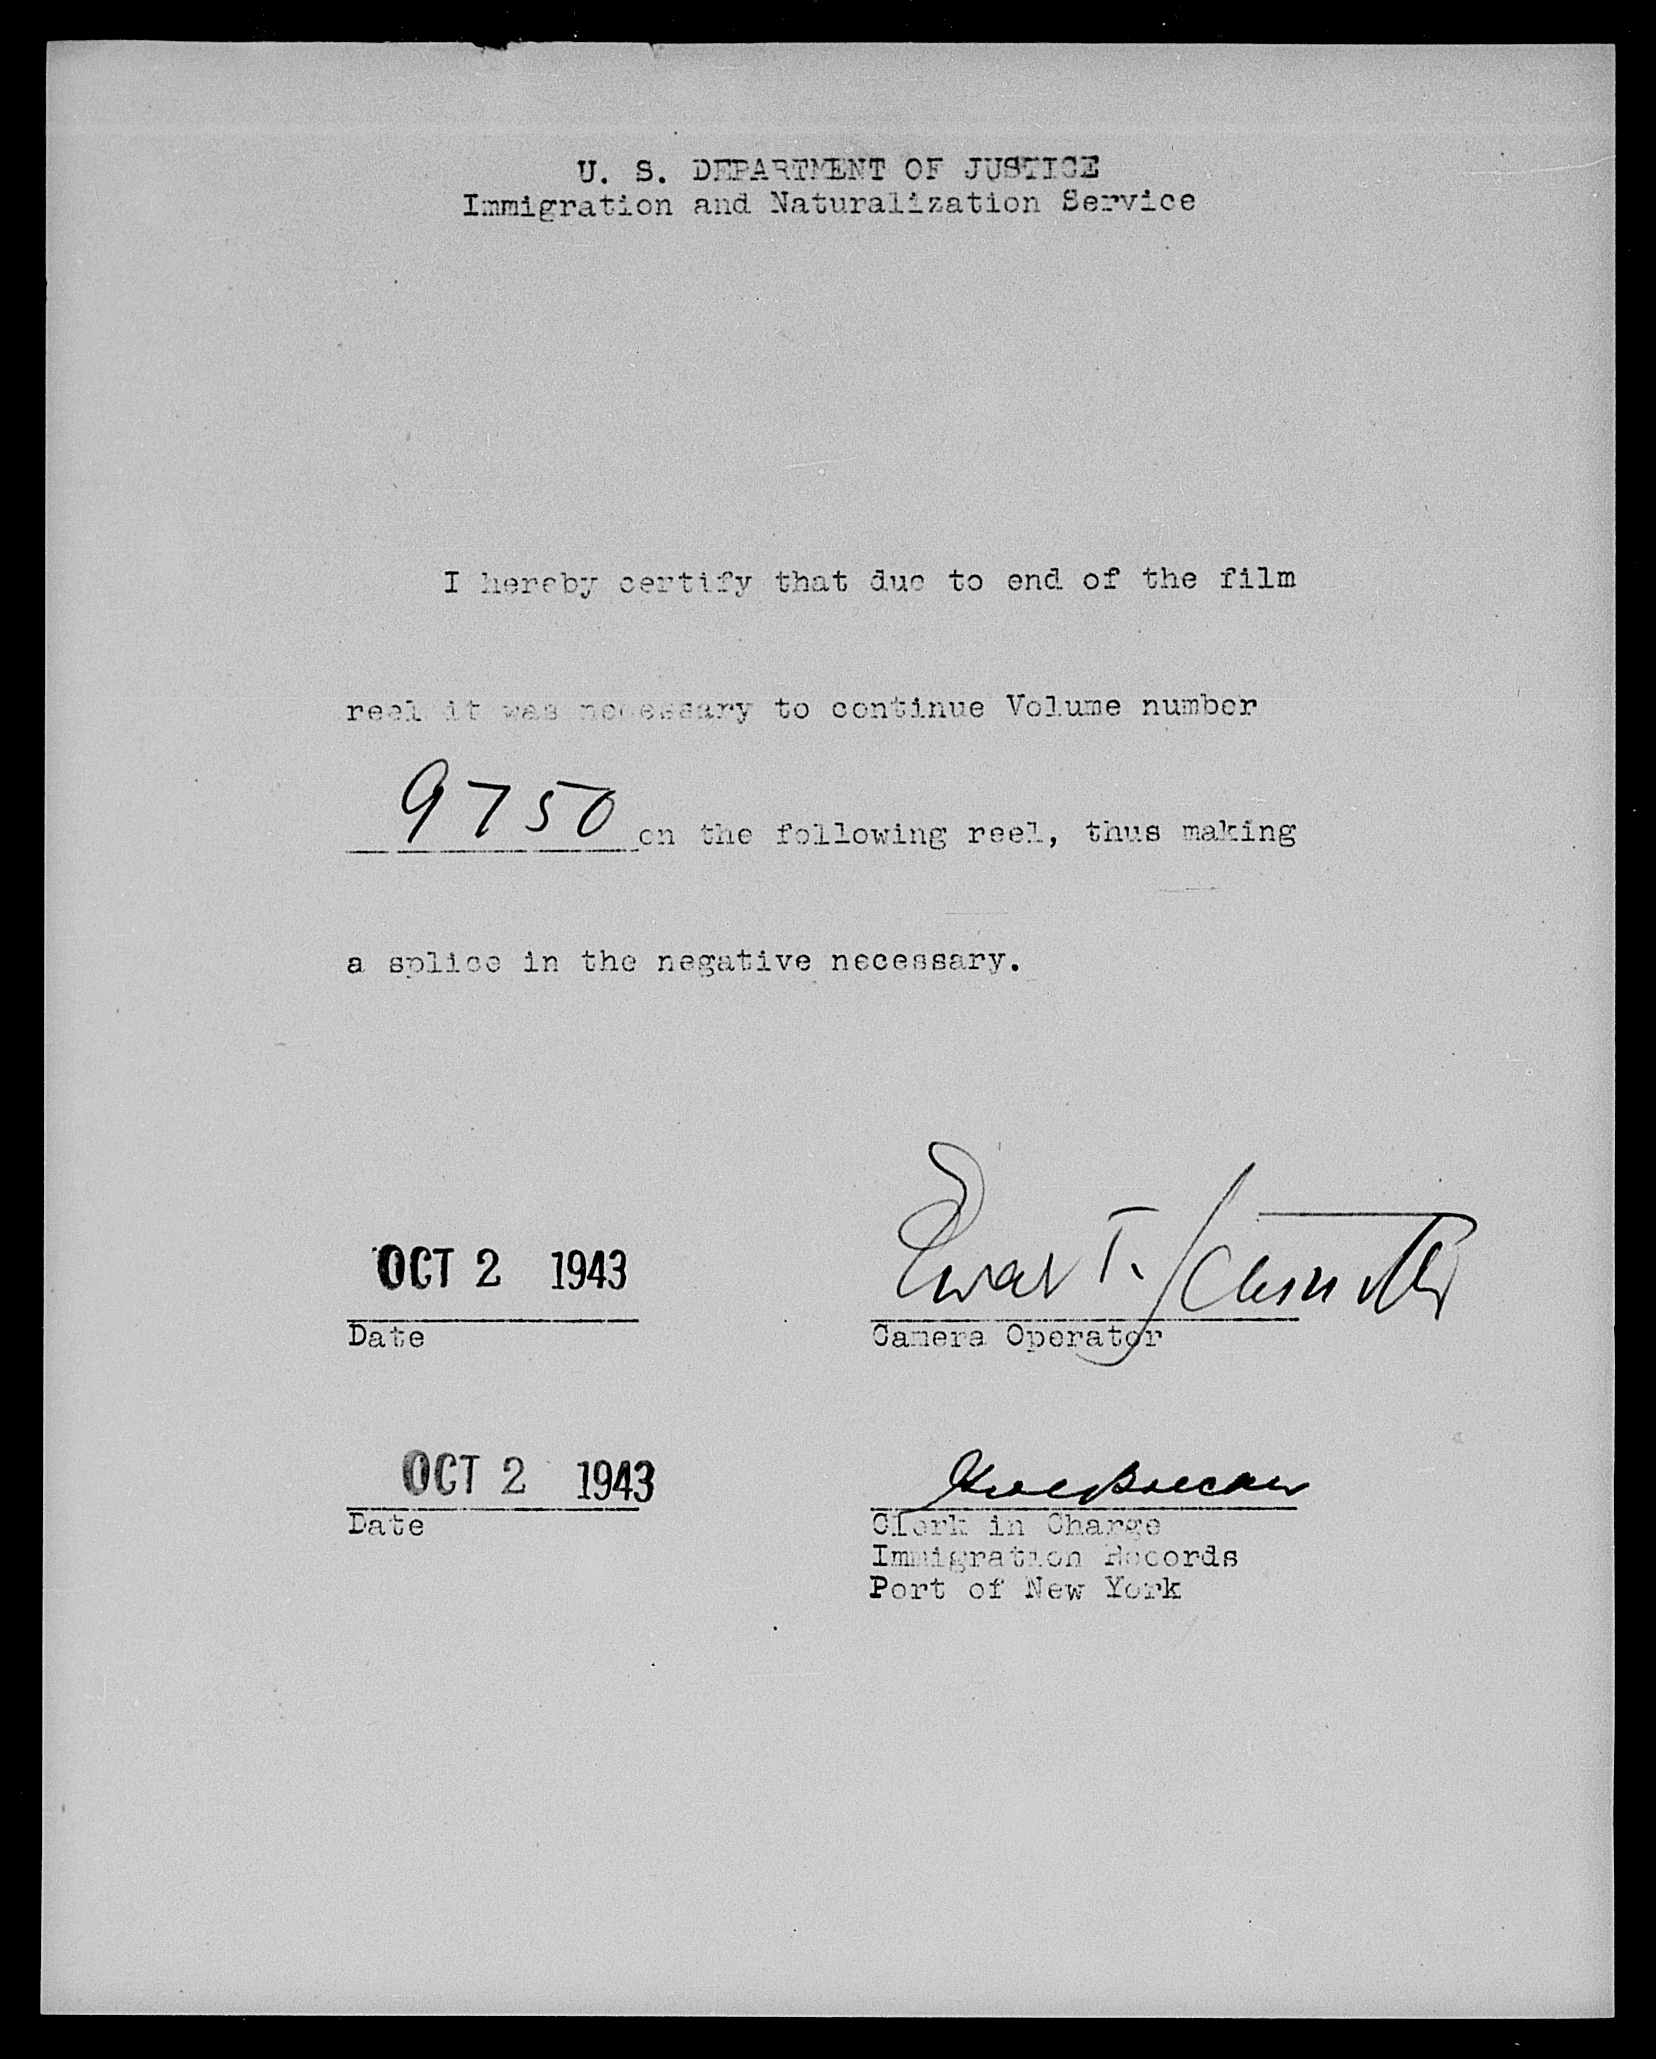 U. S. DEPARTMENT OF JUSTICE
Immigration and Naturalization Service
I hereby certify that due to end of the film
reel it was necessary to continue Volume number
9750 on the following reel, thus making
a splice in the negative necessary.
OCT 2 1943
Date
T.
Camera Operator
OCT 2 1943
Date
Clerk in Charge
Immigration Records
Port of New York